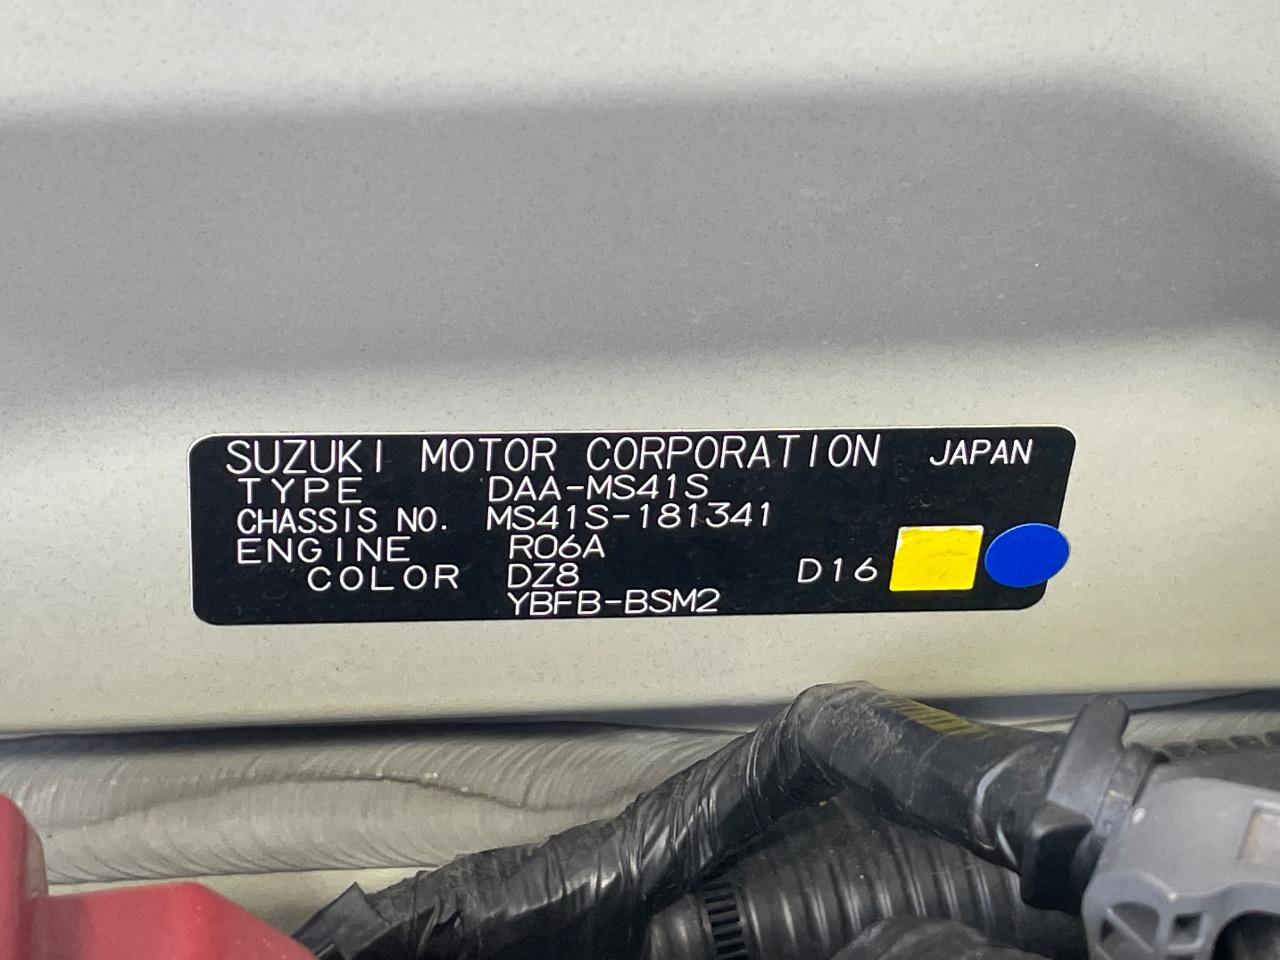 SUZUKI MOTOR CORPORATION JAPAN
TYPE DAA-MS41S
CHASSIS NO. MS41S-181341
ENGINE R06A
COLOR DZ8 D16
YBFB-BSM2